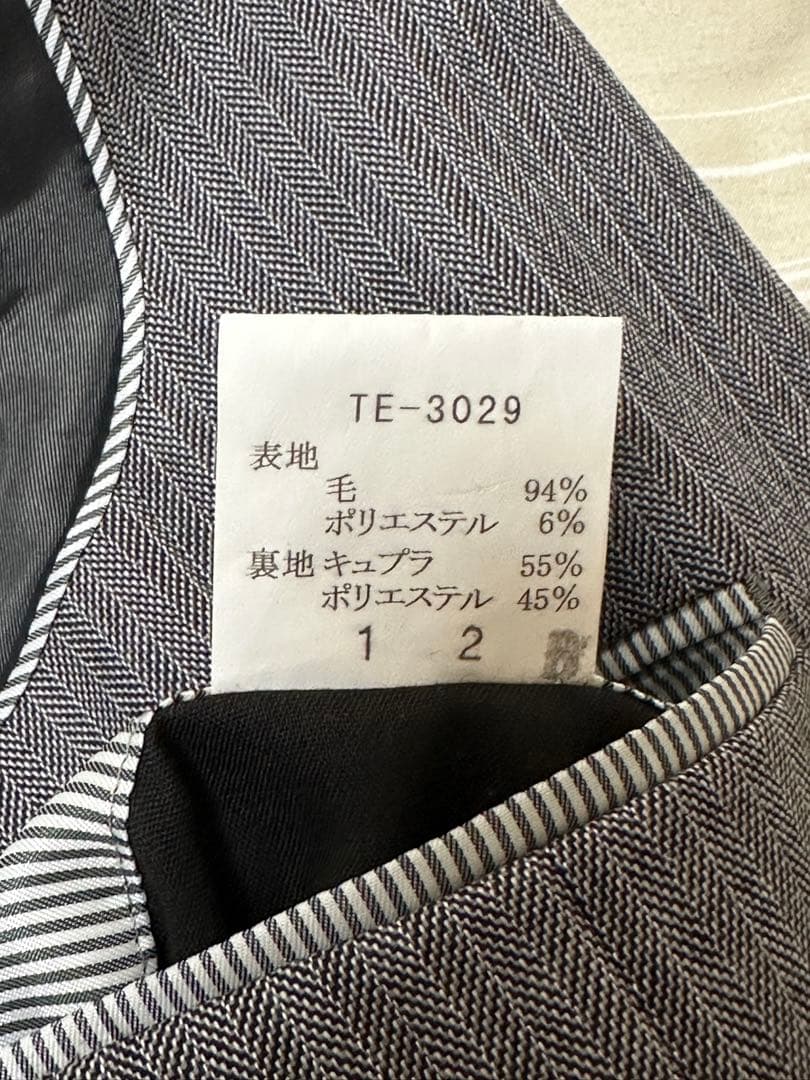 TE-3029
表地
毛 94%
ポリエステル 6%
裏地 キュプラ 55%
ポリエステル 45%
1 2